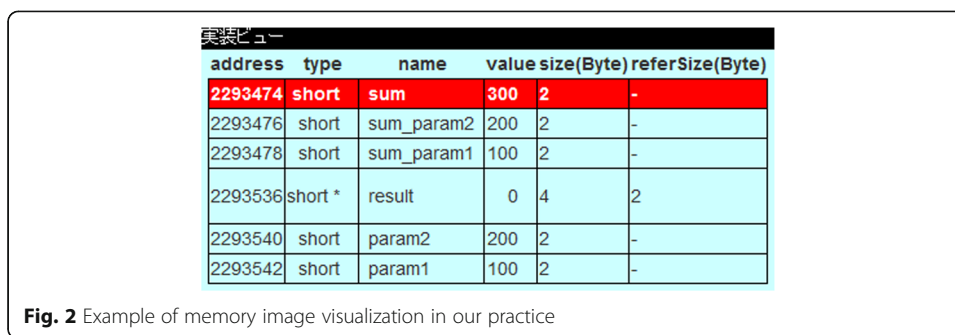 実装ビュー
address type name value size(Byte) referSize(Byte)
2293474 short sum 300 2 -
2293476 short sum_param2 200 2 -
2293478 short sum_param1 100 2 -
2293536 short * result 0 4 2
2293540 short param2 200 2 -
2293542 short param1 100 2 -
Fig. 2 Example of memory image visualization in our practice